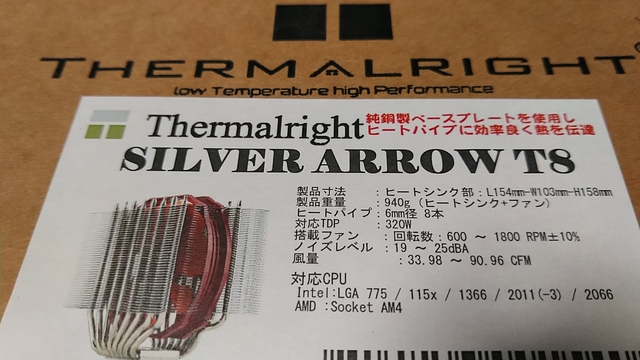 THERMALRIGHT
low Temperature high Performance
Thermalright
純銅製ベースプレートを使用し
ヒートパイプに効率良く熱を伝達
SILVER ARROW T8
製品寸法 :ヒートシンク部:L154mm-W103mm-H158mm
製品重量 :940g(ヒートシンク+ファン)
ヒートパイプ:6mm径 8本
対応TDP :320W
搭載ファン :回転数:600 ~ 1800 RPM±10%
ノイズレベル :19 ~ 25dBA
風量 :33.98 ~ 90.96 CFM
対応CPU
Intel:LGA 775 / 115x / 1366 / 2011(-3) / 2066
AMD :Socket AM4